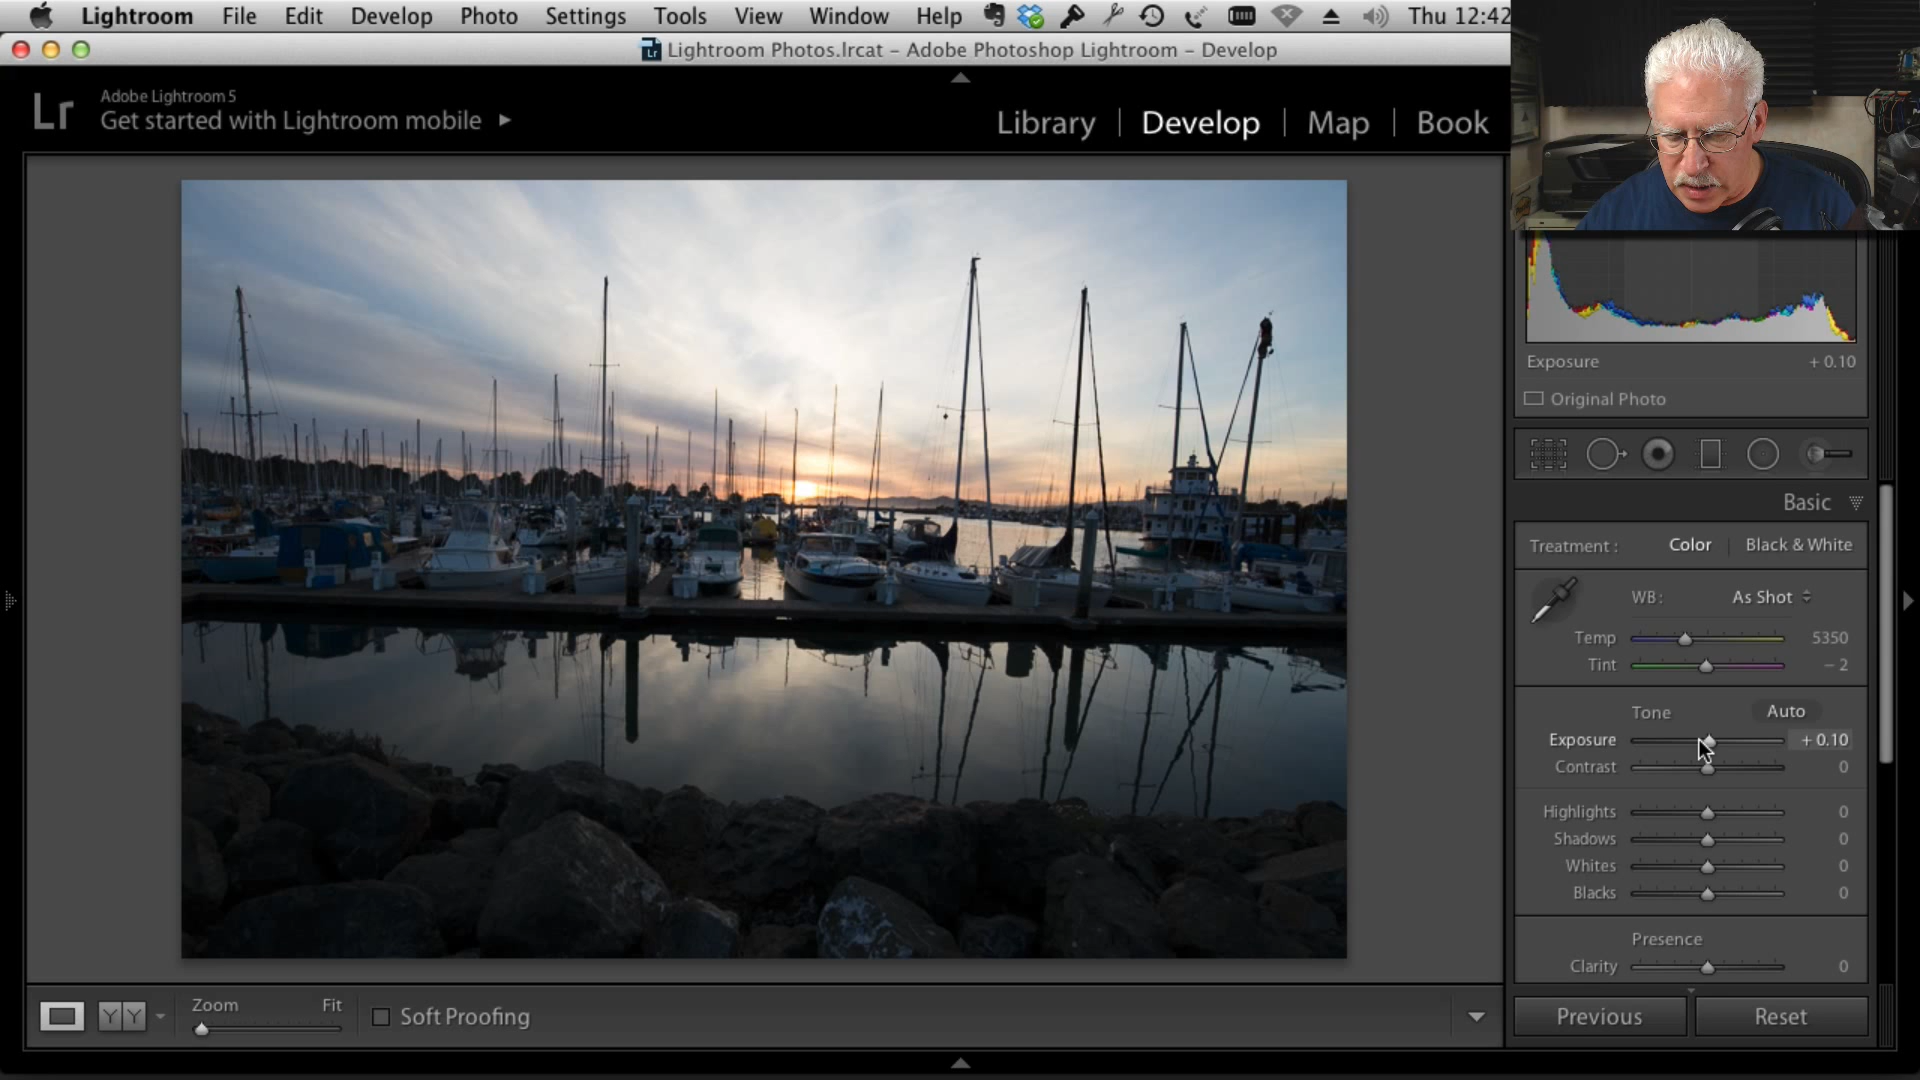 Lightroom File Edit Develop Photo Settings Tools View Window Help Thu 12:42
Lightroom Photos.lrcat – Adobe Photoshop Lightroom – Develop
Lr
Adobe Lightroom 5
Get started with Lightroom mobile
Library | Develop | Map | Book
Exposure + 0.10
Original Photo
Basic
Treatment : Color | Black & White
WB: As Shot
Temp 5350
Tint – 2
Tone Auto
Exposure + 0.10
Contrast 0
Highlights 0
Shadows 0
Whites 0
Blacks 0
Presence
Clarity 0
Y Y Zoom Fit Soft Proofing
Previous Reset